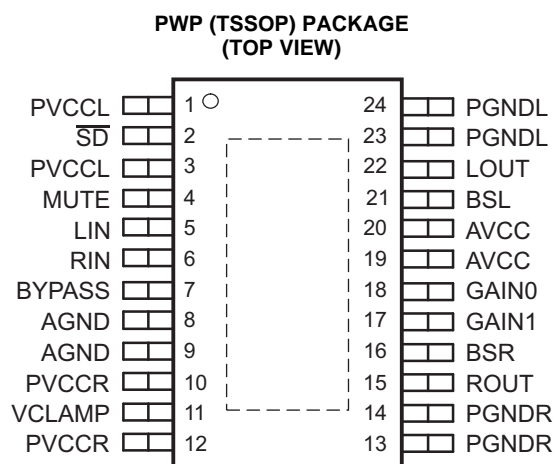 PWP (TSSOP) PACKAGE
(TOP VIEW)
PVCCL 1 24 PGNDL
SD 2 23 PGNDL
PVCCL 3 22 LOUT
MUTE 4 21 BSL
LIN 5 20 AVCC
RIN 6 19 AVCC
BYPASS 7 18 GAIN0
AGND 8 17 GAIN1
AGND 9 16 BSR
PVCCR 10 15 ROUT
VCLAMP 11 14 PGNDR
PVCCR 12 13 PGNDR